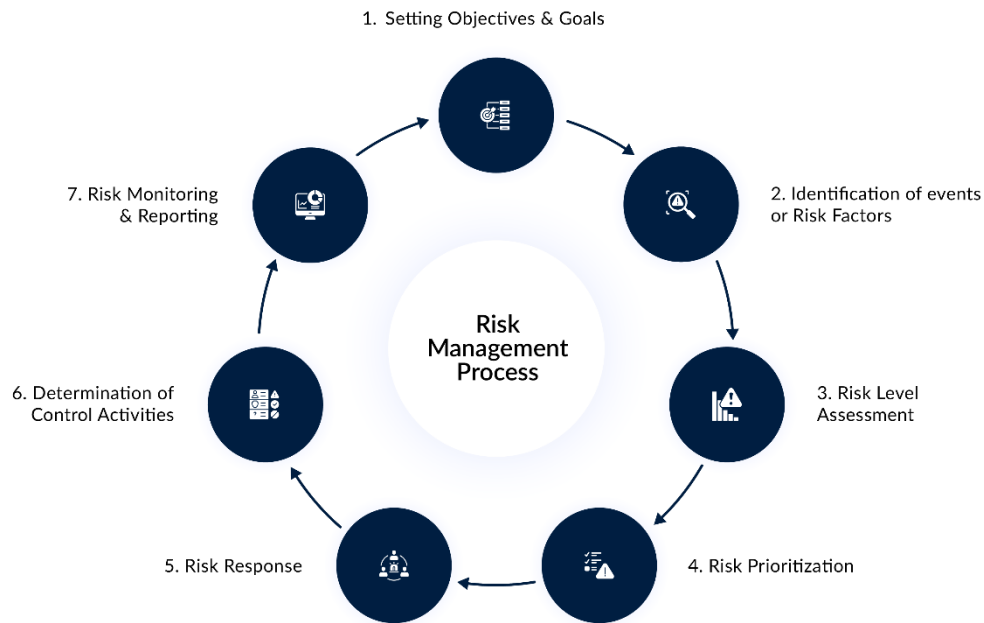 1. Setting Objectives & Goals
2. Identification of events
or Risk Factors
3. Risk Level
Assessment
4. Risk Prioritization
5. Risk Response
6. Determination of
Control Activities
7. Risk Monitoring
& Reporting
Risk
Management
Process